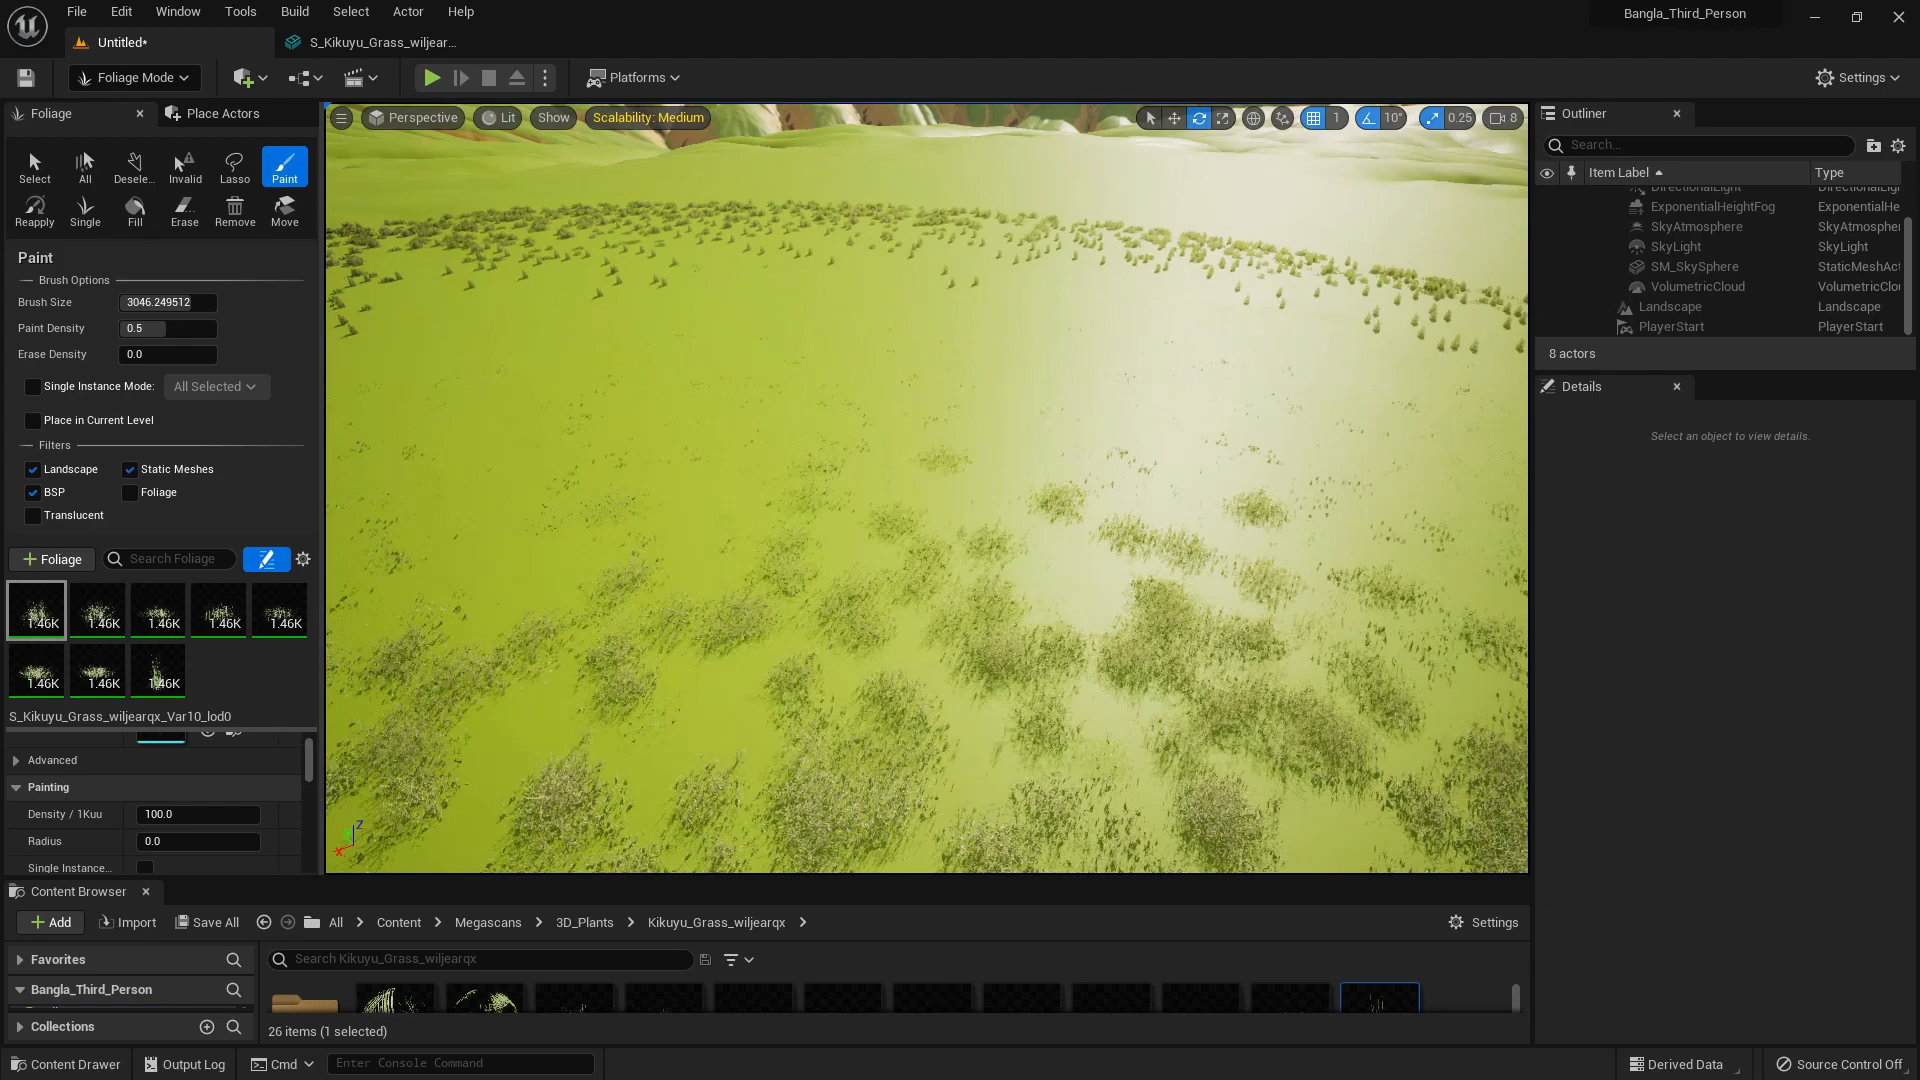 File Edit Window Tools Build Select Actor Help
Bangla_Third_Person
Untitled*
S_Kikuyu_Grass_wiljear...
Foliage Mode
Platforms
Settings
Foliage
Place Actors
Perspective
Lit
Show
Scalability: Medium
1
10°
0.25
8
Outliner
Search...
Item Label
Type
DirectionalLight
ExponentialHeightFog ExponentialHe
SkyAtmosphere SkyAtmosphe
SkyLight SkyLight
SM_SkySphere StaticMeshAct
VolumetricCloud VolumetricClou
Landscape Landscape
PlayerStart PlayerStart
8 actors
Details
Select an object to view details.
Select All Desele... Invalid Lasso Paint
Reapply Single Fill Erase Remove Move
Paint
Brush Options
Brush Size 3046.249512
Paint Density 0.5
Erase Density 0.0
Single Instance Mode: All Selected
Place in Current Level
Filters
Landscape Static Meshes
BSP Foliage
Translucent
Foliage
Search Foliage
1.46K 1.46K 1.46K 1.46K 1.46K
1.46K 1.46K 1.46K
S_Kikuyu_Grass_wiljearqx_Var10_lod0
Advanced
Painting
Density / 1Kuu 100.0
Radius 0.0
Single Instance...
Z
X
Content Browser
Add
Import
Save All
All
Content
Megascans
3D_Plants
Kikuyu_Grass_wiljearqx
Settings
Favorites
Search Kikuyu_Grass_wiljearqx
Bangla_Third_Person
Collections
26 items (1 selected)
Content Drawer
Output Log
Cmd
Enter Console Command
Derived Data
Source Control Off